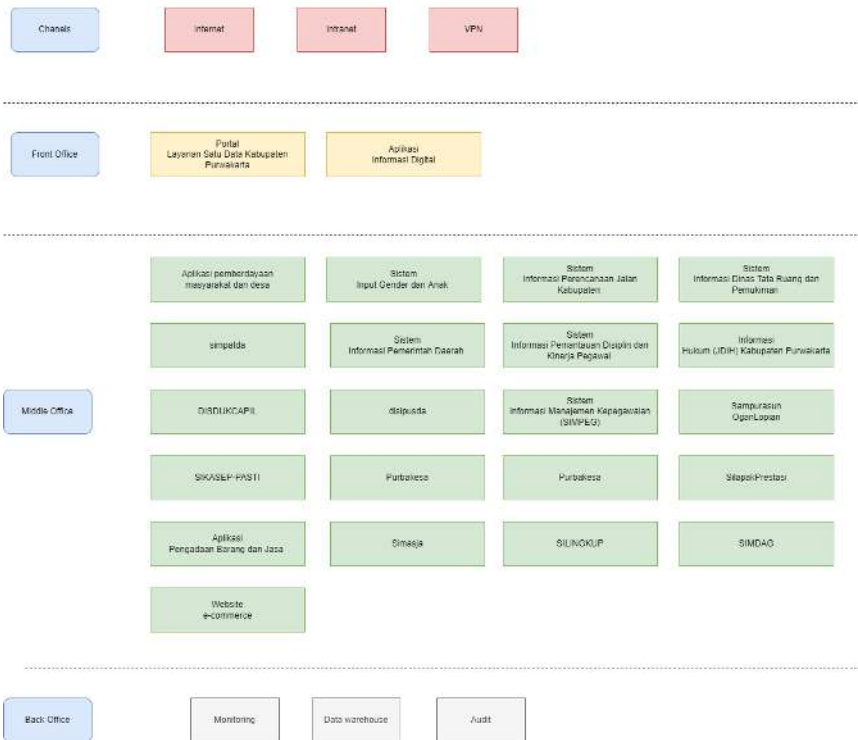 Chanels
Internet
Intranet
VPN
Front Office
Portal
Layanan Satu Data Kabupaten
Purwakarta
Aplikasi
Informasi Digital
Middle Office
Aplikasi pemberdayaan
masyarakat dan desa
Sistem
Input Gender dan Anak
Sistem
Informasi Perencanaan Jalan
Kabupaten
Sistem
Informasi Dinas Tata Ruang dan
Pemukiman
simpatda
Sistem
Informasi Pemerintah Daerah
Sistem
Informasi Pemantauan Disiplin dan
Kinerja Pegawai
Informasi
Hukum (JDIH) Kabupaten Purwakarta
DISDUKCAPIL
disipusda
Sistem
Informasi Manajemen Kepegawaian
(SIMPEG)
Sampurasun
OganLopian
SIKASEP-PASTI
Purbakesa
Purbakesa
SilapakPrestasi
Aplikasi
Pengadaan Barang dan Jasa
Simasja
SILINGKUP
SIMDAG
Website
e-commerce
Back Office
Monitoring
Data warehouse
Audit